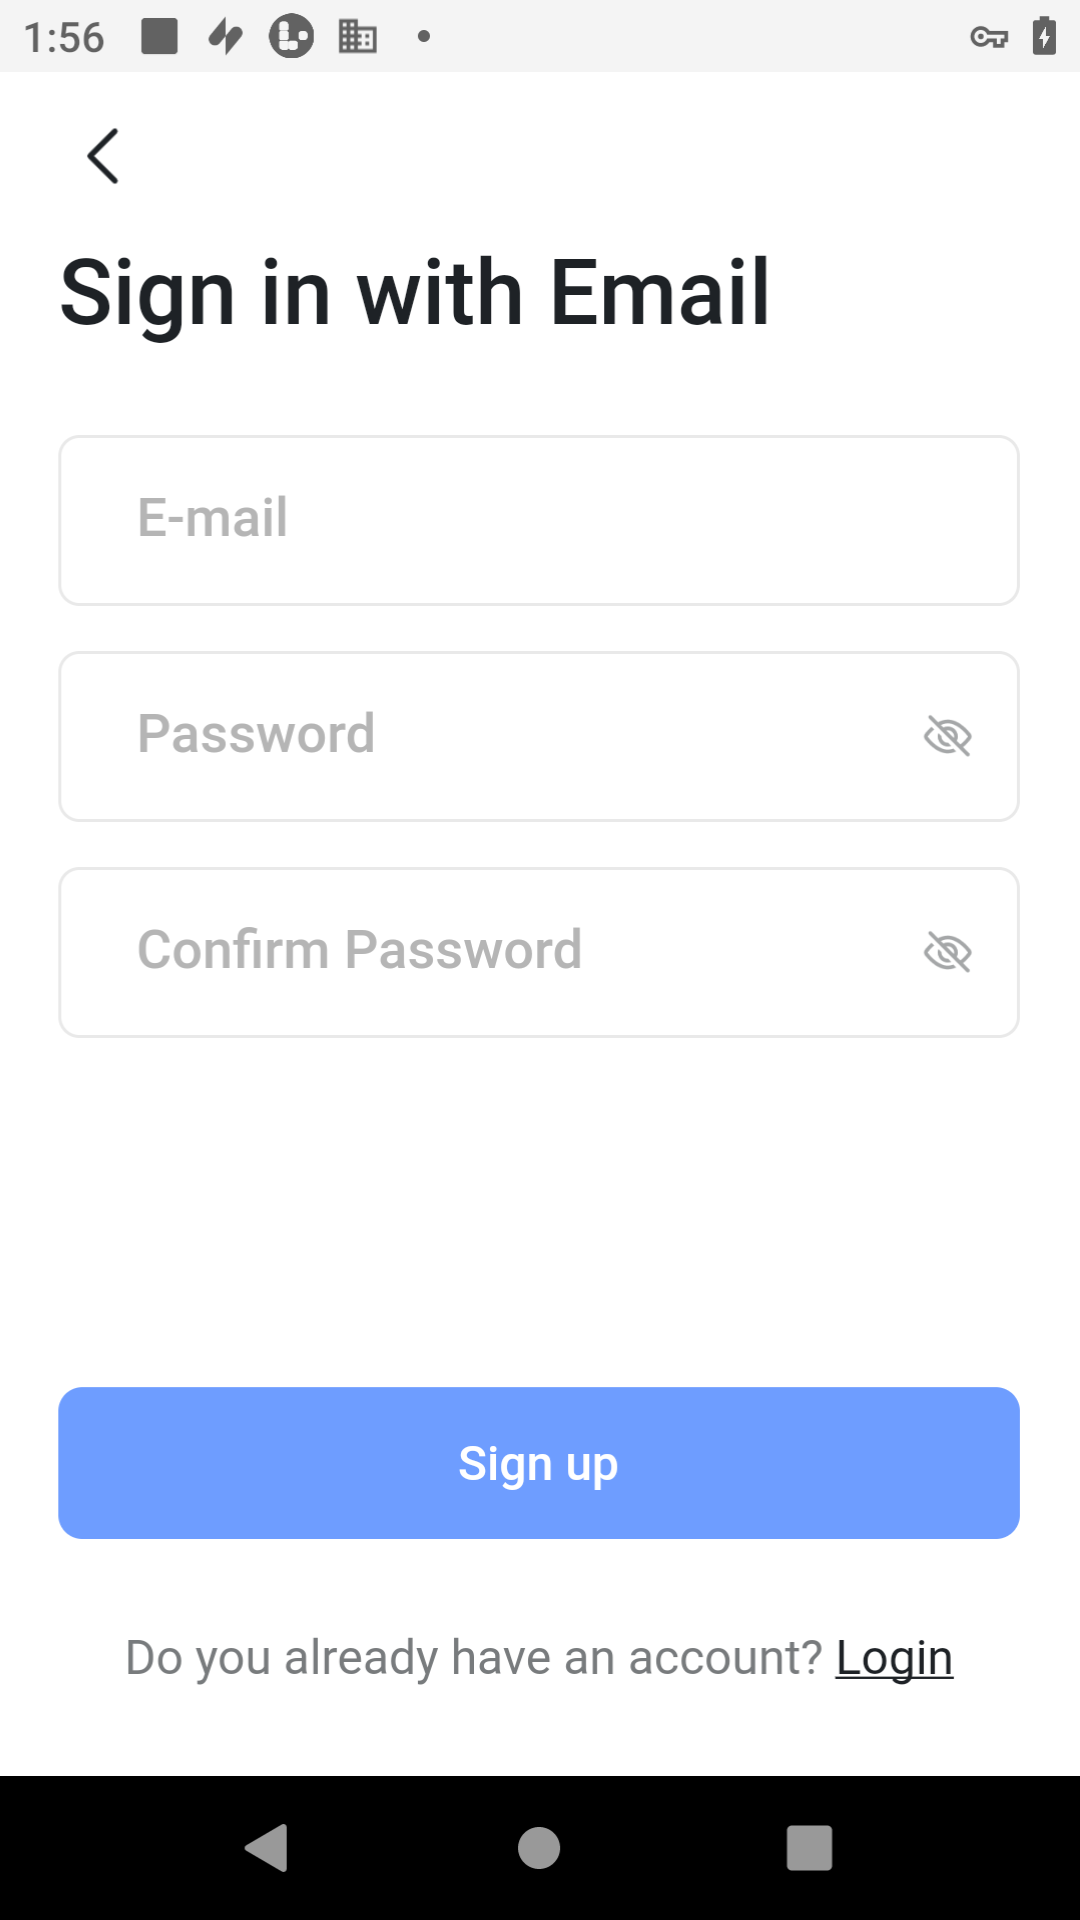 1:56
Sign in with Email
E-mail
Password
Confirm Password
Sign up
Do you already have an account? Login